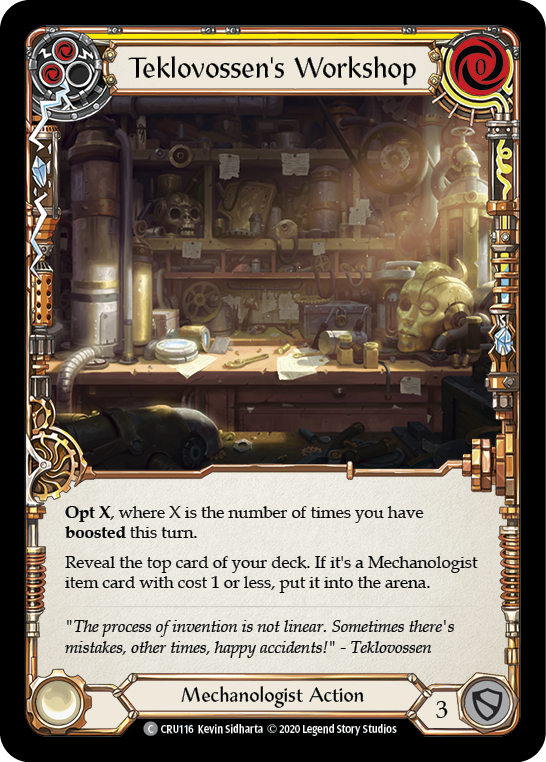 Teklovossen's Workshop
0
Opt X, where X is the number of times you have
boosted this turn.
Reveal the top card of your deck. If it's a Mechanologist
item card with cost 1 or less, put it into the arena.
"The process of invention is not linear. Sometimes there's
mistakes, other times, happy accidents!" - Teklovossen
Mechanologist Action
3
C CRU116 Kevin Sidharta © 2020 Legend Story Studios